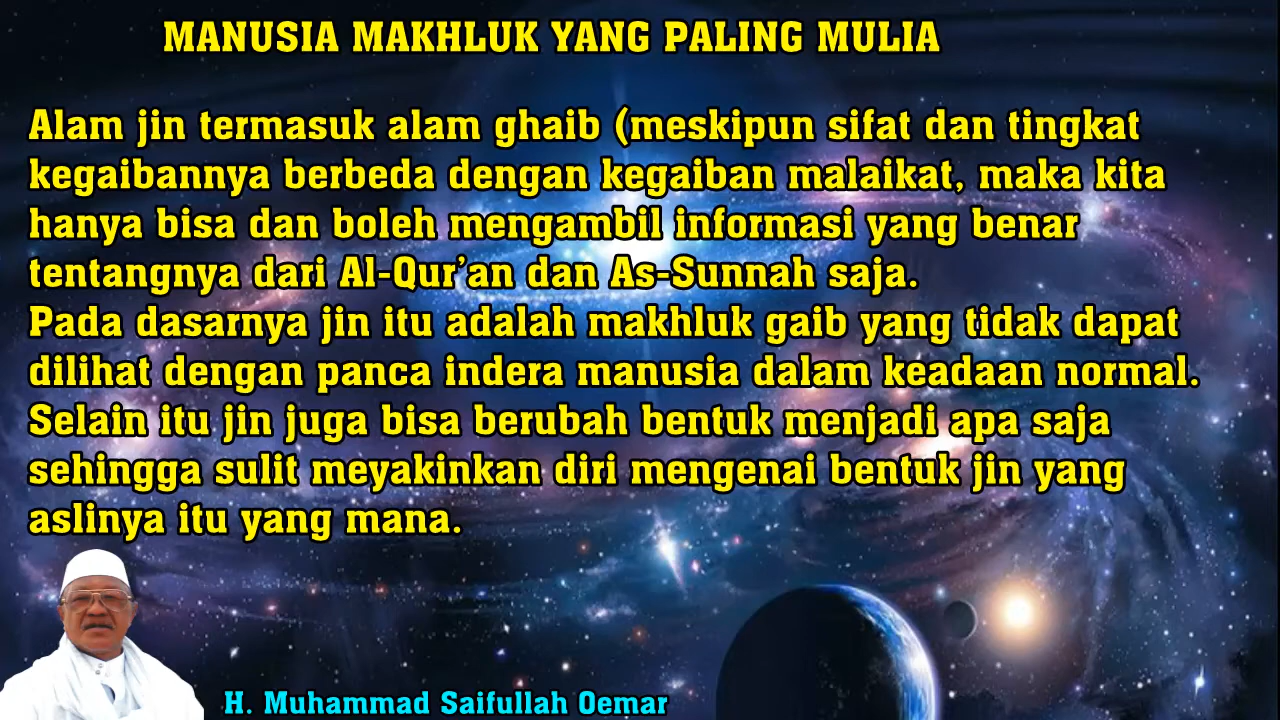 MANUSIA MAKHLUK YANG PALING MULIA
Alam jin termasuk alam ghaib (meskipun sifat dan tingkat
kegaibannya berbeda dengan kegaiban malaikat, maka kita
hanya bisa dan boleh mengambil informasi yang benar
tentangnya dari Al-Qur’an dan As-Sunnah saja.
Pada dasarnya jin itu adalah makhluk gaib yang tidak dapat
dilihat dengan panca indera manusia dalam keadaan normal.
Selain itu jin juga bisa berubah bentuk menjadi apa saja
sehingga sulit meyakinkan diri mengenai bentuk jin yang
aslinya itu yang mana.
H. Muhammad Saifullah Oemar